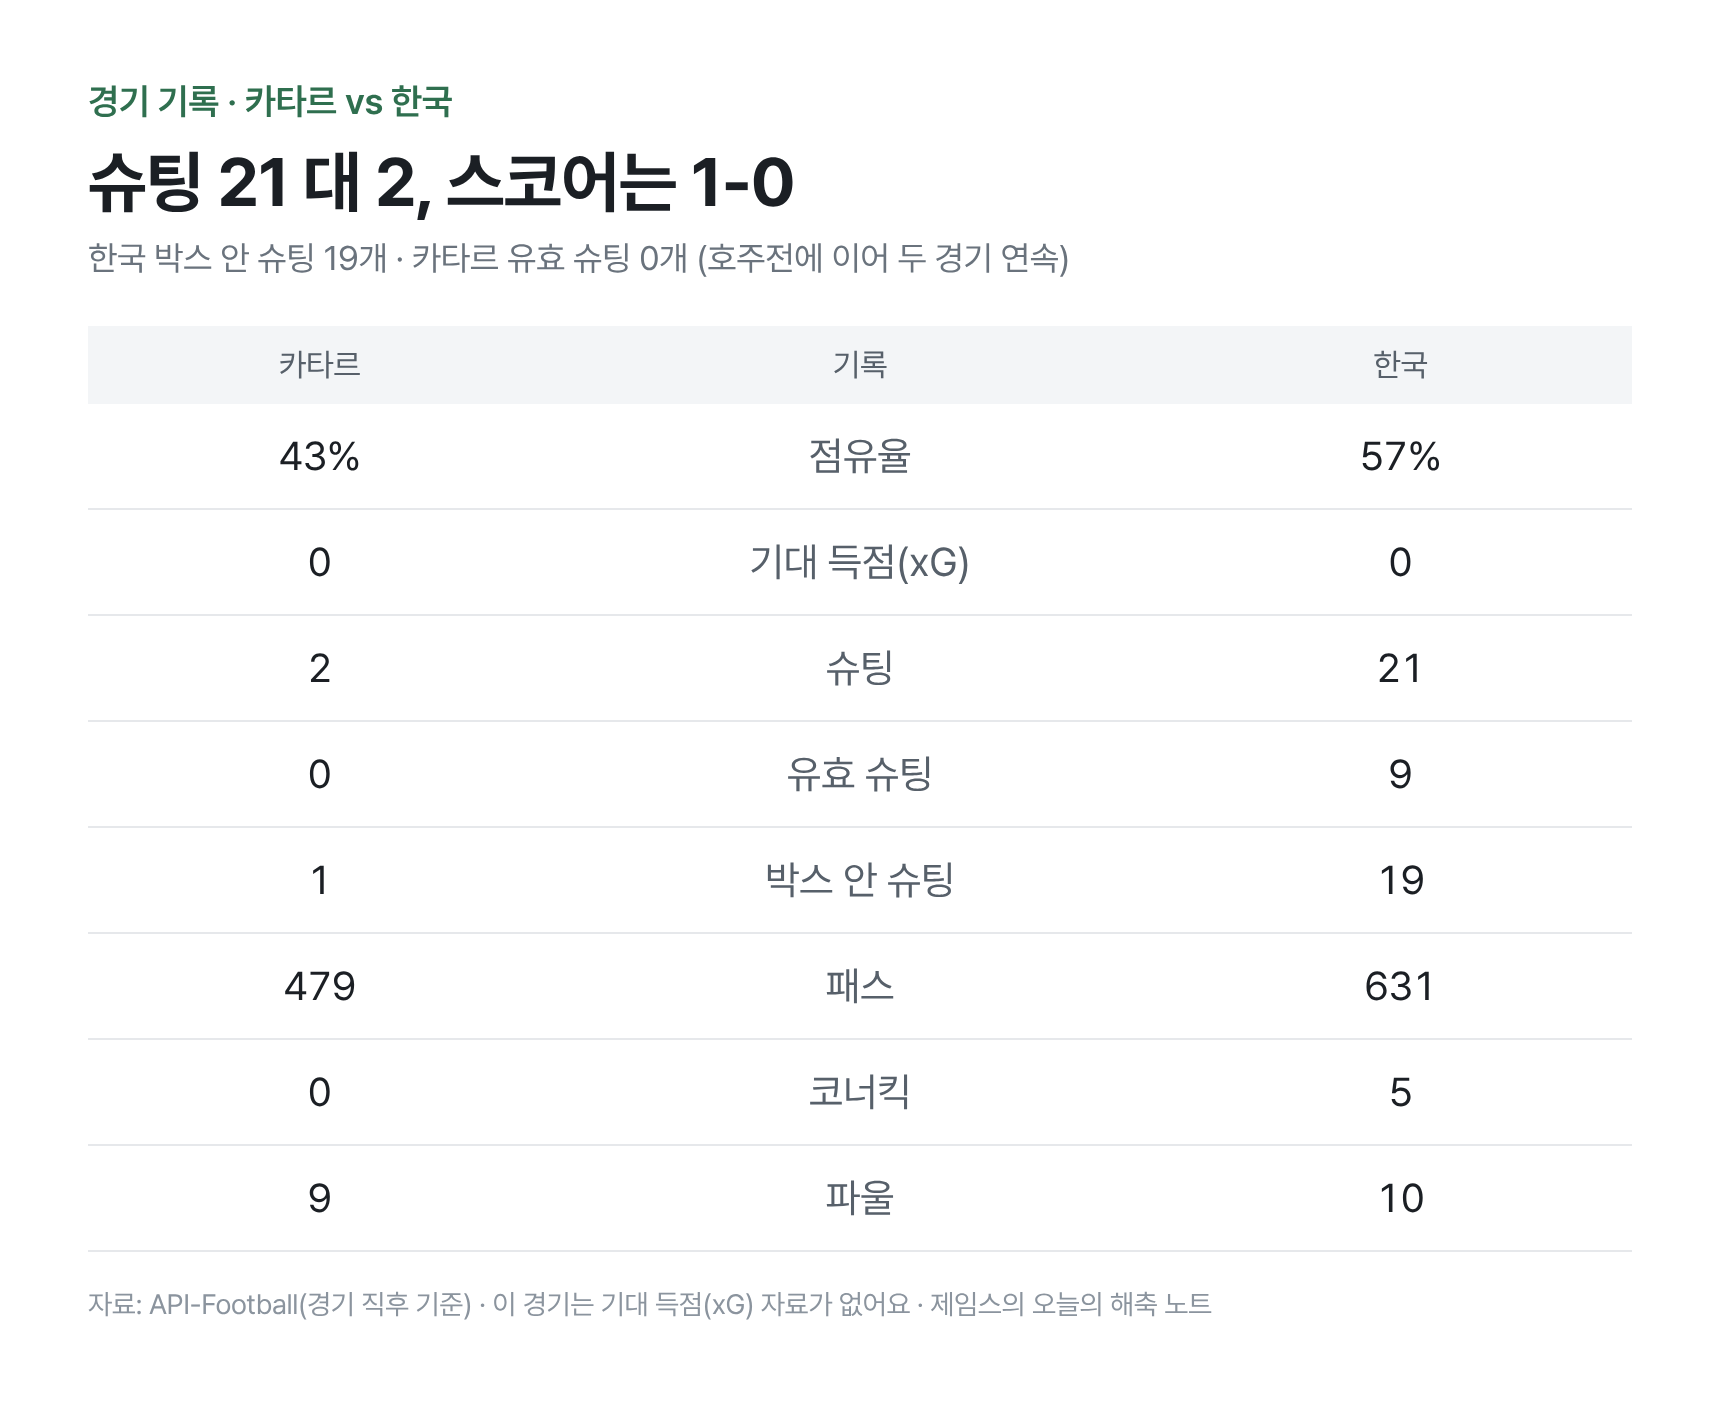 경기 기록 · 카타르 vs 한국
슈팅 21 대 2, 스코어는 1-0
한국 박스 안 슈팅 19개 · 카타르 유효 슈팅 0개 (호주전에 이어 두 경기 연속)
카타르 기록 한국
43% 점유율 57%
0 기대 득점(xG) 0
2 슈팅 21
0 유효 슈팅 9
1 박스 안 슈팅 19
479 패스 631
0 코너킥 5
9 파울 10
자료: API-Football(경기 직후 기준) · 이 경기는 기대 득점(xG) 자료가 없어요 · 제임스의 오늘의 해축 노트